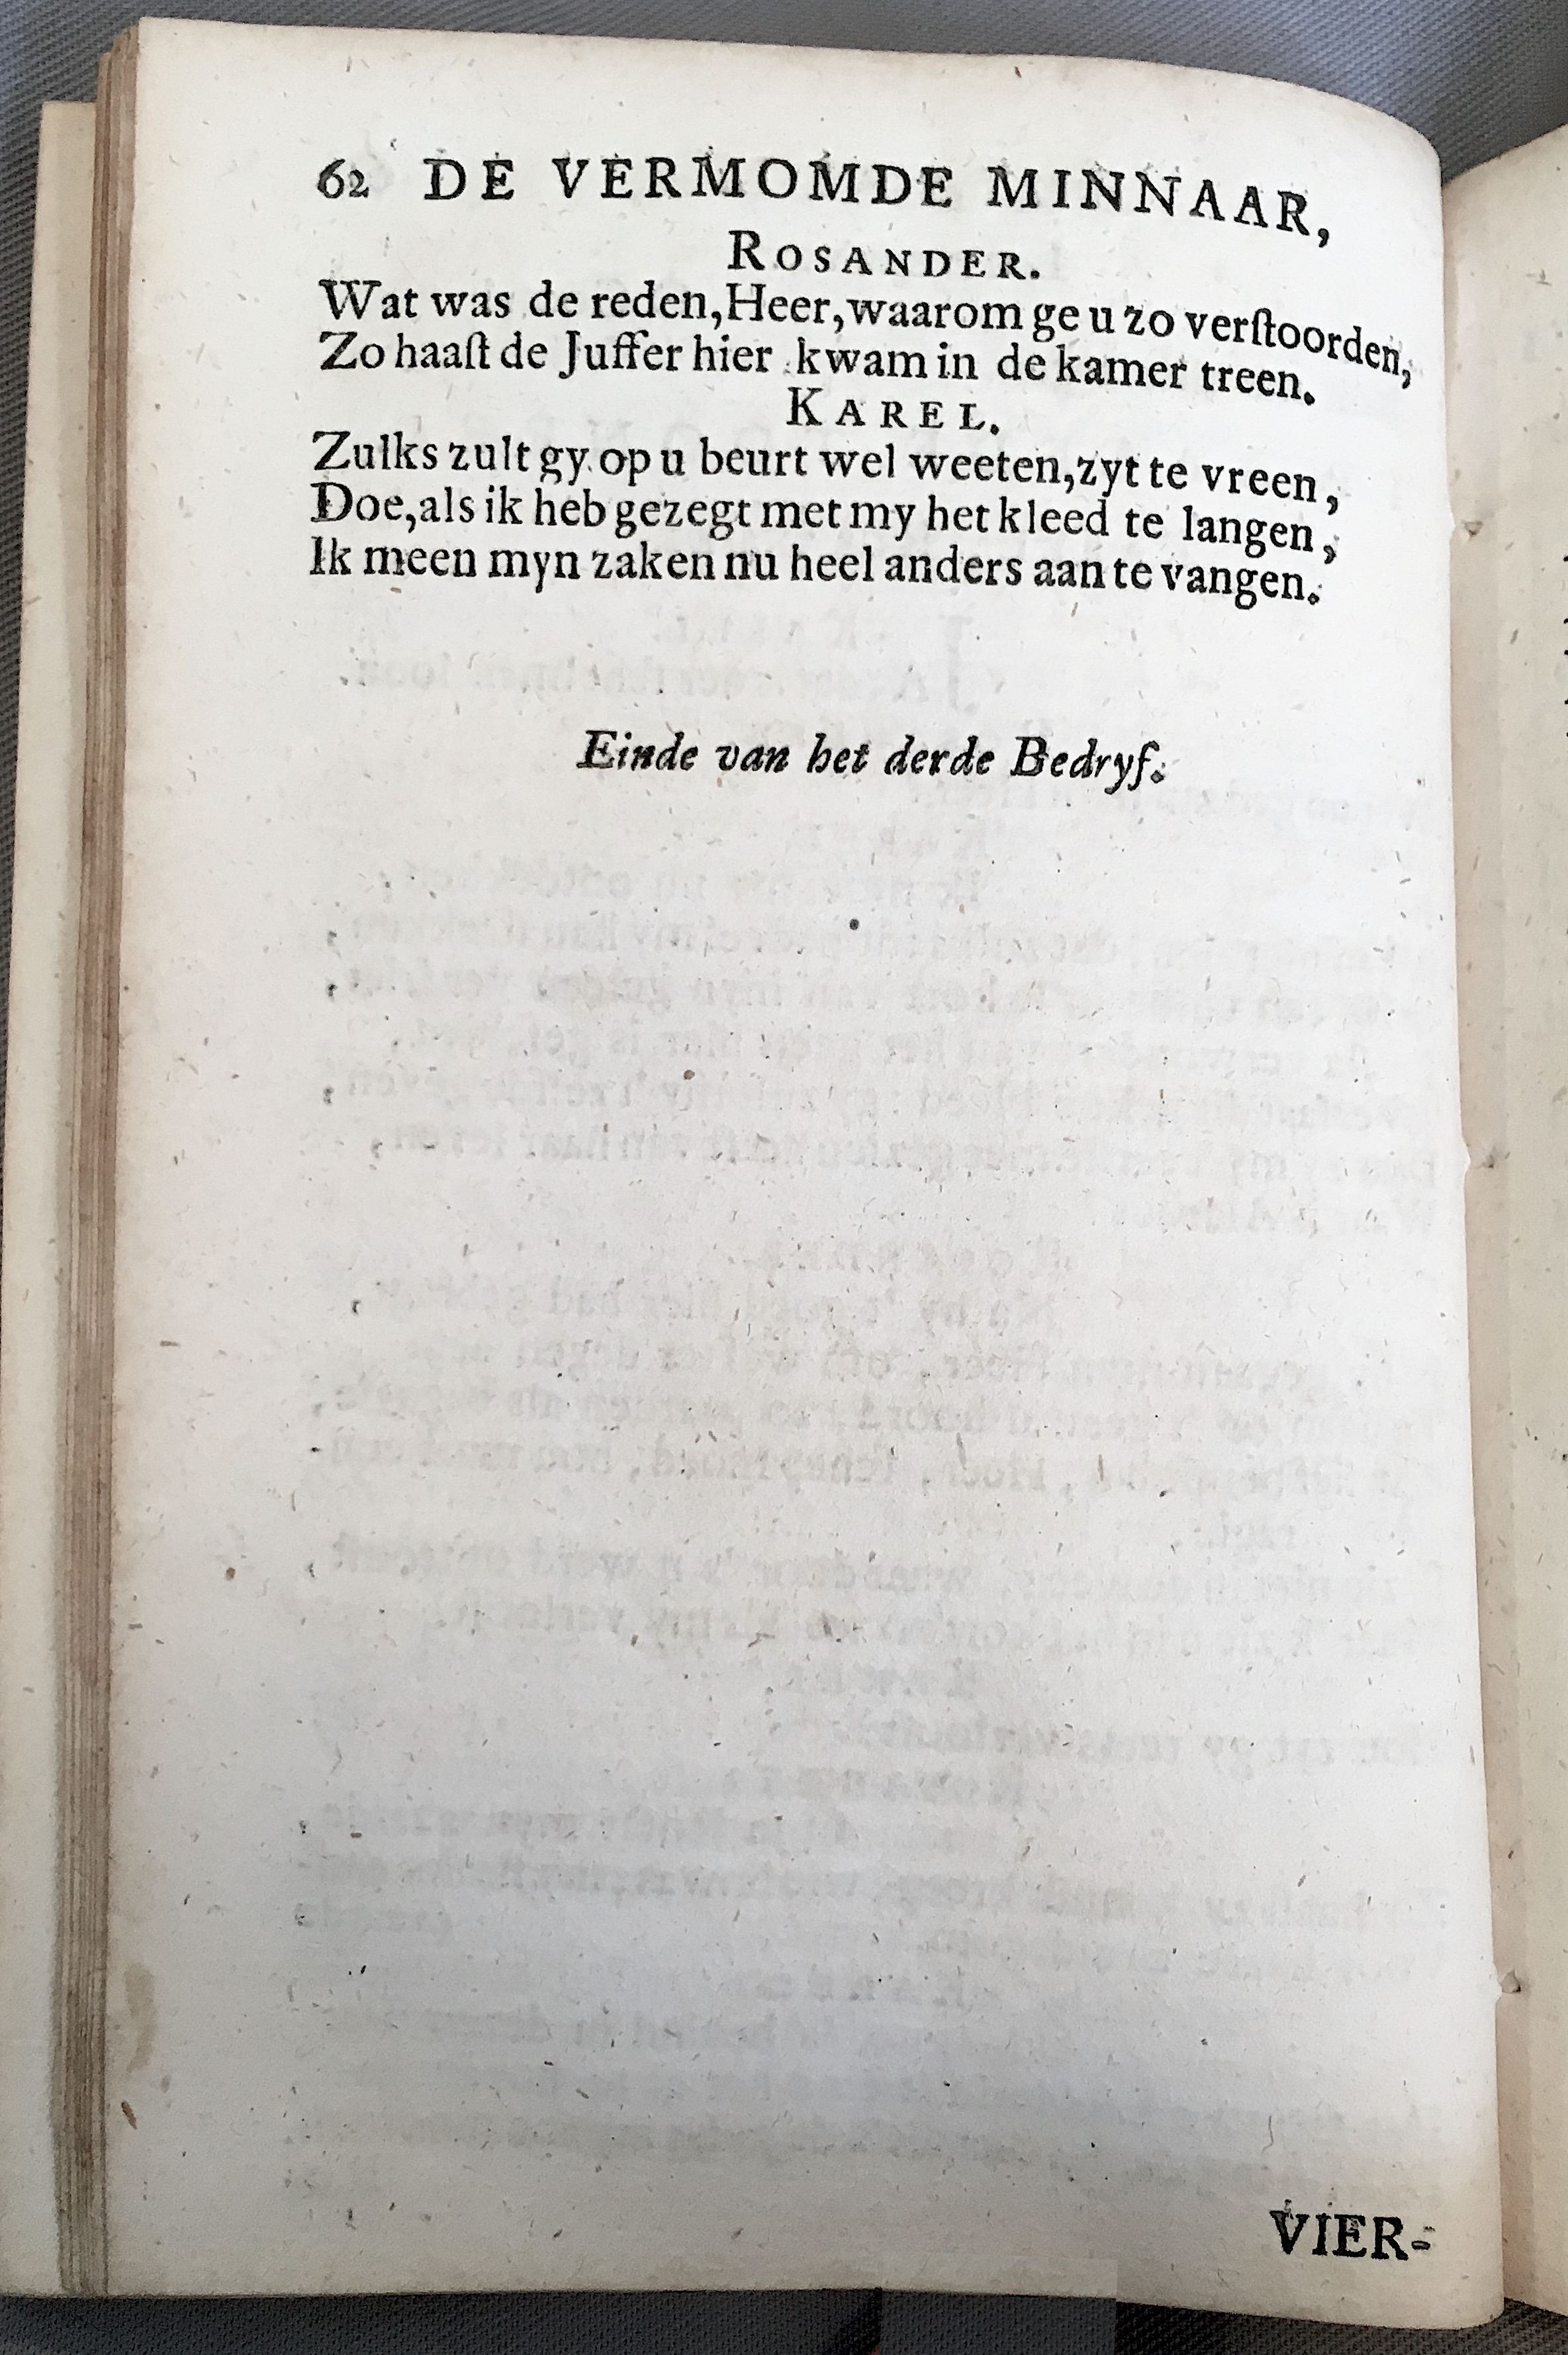 62 DE VERMOMDE MINNAAR,
ROSANDER.
Wat was de reden, Heer, waarom ge u zo verſtoorden,
Zo haaſt de Juffer hier kwam in de kamer treen.
KAREL.
Zulks zult gy op u beurt wel weeten, zyt te vreen,
Doe, als ik heb gezegt met my het kleed te langen,
Ik meen myn zaken nu heel anders aan te vangen.
Einde van het derde Bedryf.
VIER-